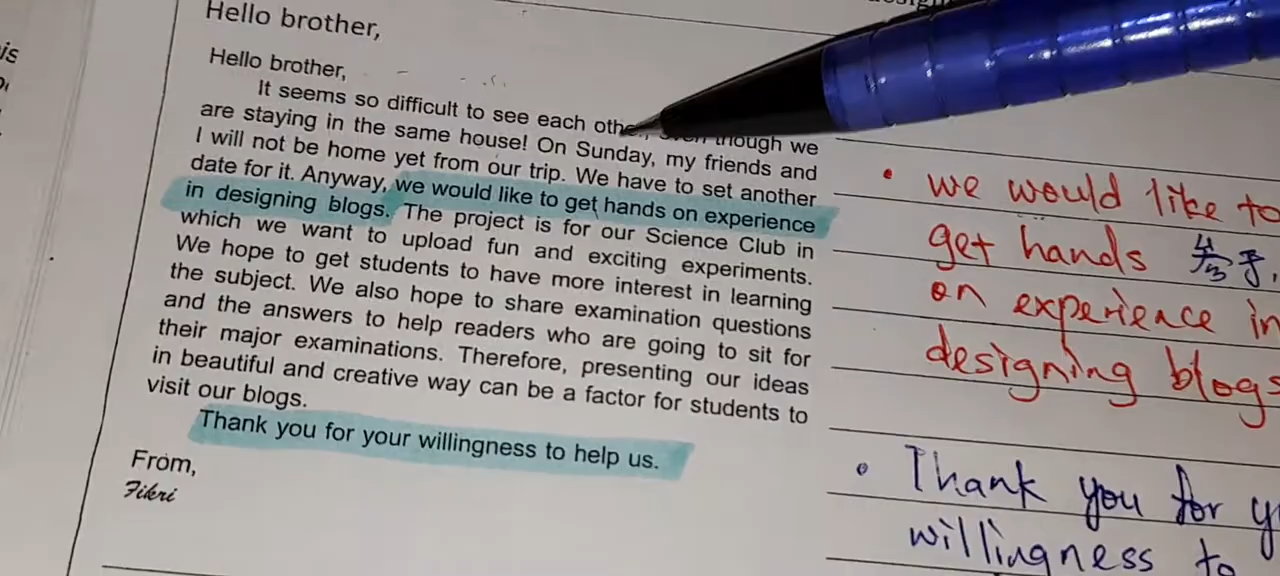 Hello brother,
Hello brother,
It seems so difficult to see each other, even though we
are staying in the same house! On Sunday, my friends and
I will not be home yet from our trip. We have to set another
date for it. Anyway, we would like to get hands on experience
in designing blogs. The project is for our Science Club in
which we want to upload fun and exciting experiments.
We hope to get students to have more interest in learning
the subject. We also hope to share examination questions
and the answers to help readers who are going to sit for
their major examinations. Therefore, presenting our ideas
in beautiful and creative way can be a factor for students to
visit our blogs.
Thank you for your willingness to help us.
From,
Fikri
• we would like to
get hands
on experience in
designing blogs
• Thank you for y
willingness to